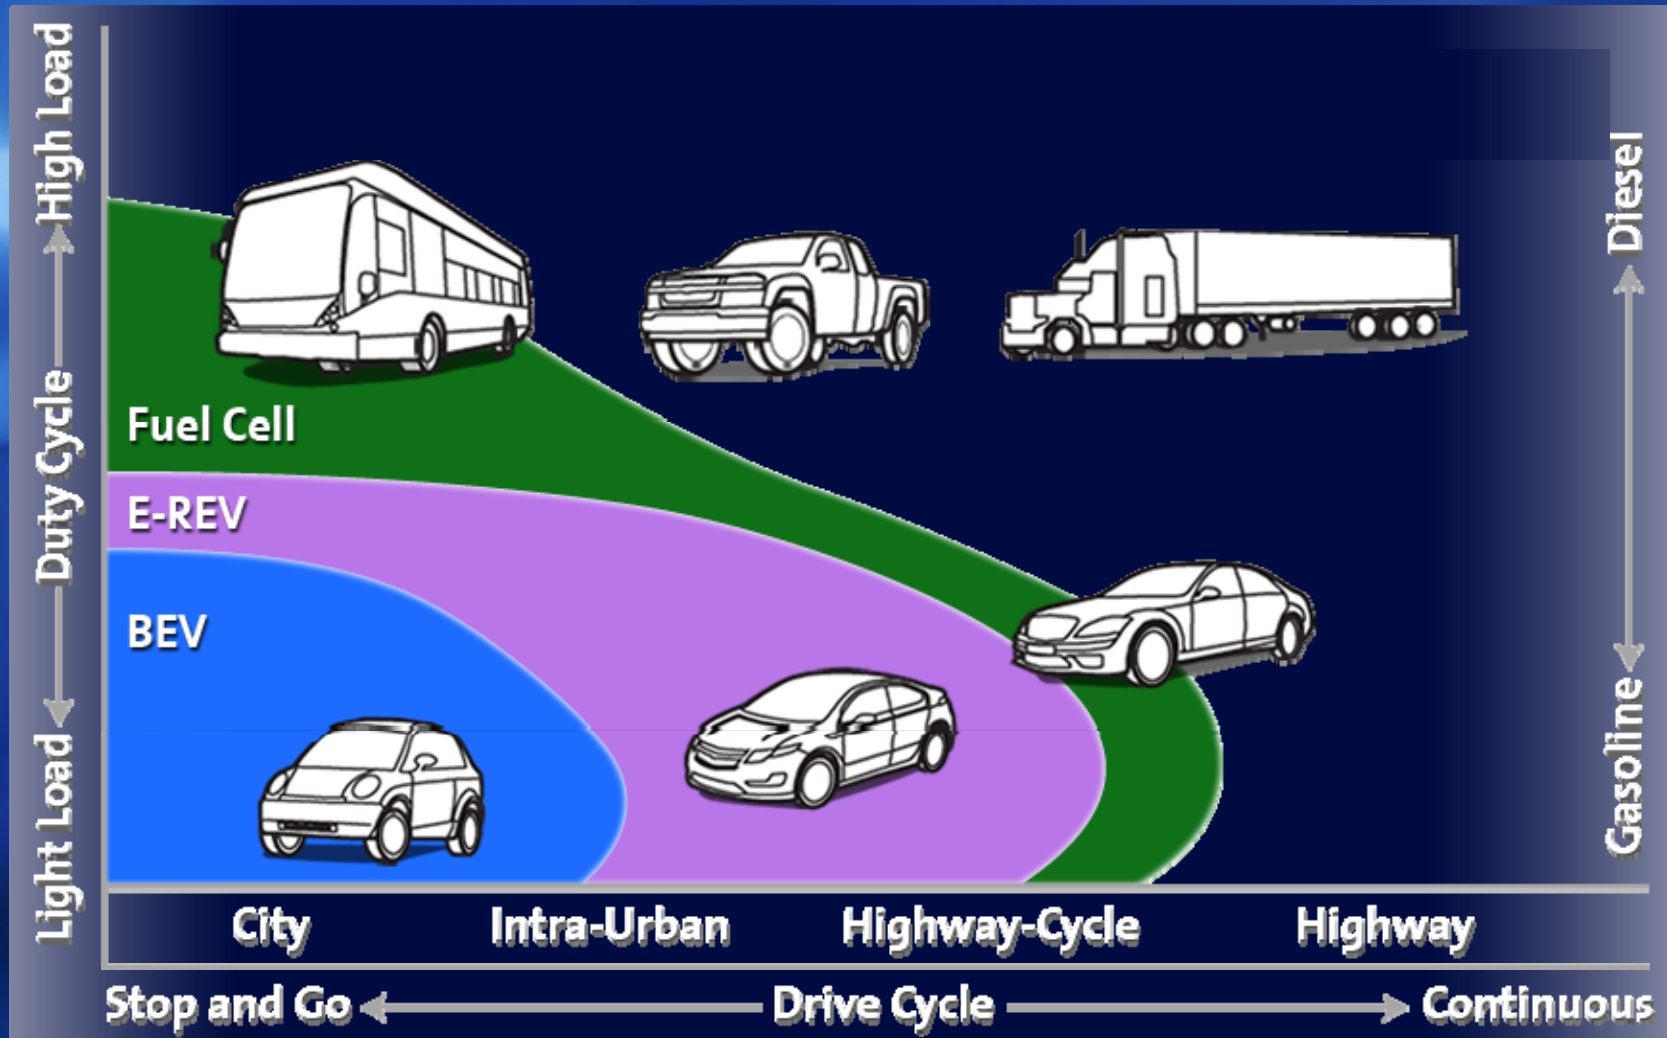 High Load
Duty Cycle
Light Load
Diesel
Gasoline
Fuel Cell
E-REV
BEV
City
Intra-Urban
Highway-Cycle
Highway
Stop and Go
Drive Cycle
Continuous